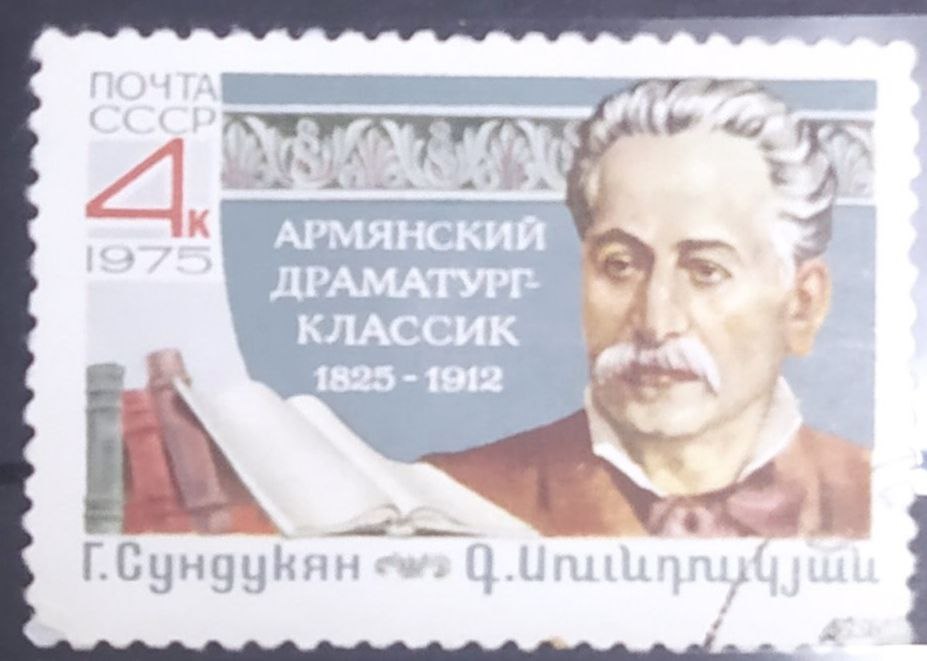 ПОЧТА
СССР
4к
1975
АРМЯНСКИЙ
ДРАМАТУРГ-
КЛАССИК
1825 - 1912
Г. Сундукян Գ. Սունդուկյան